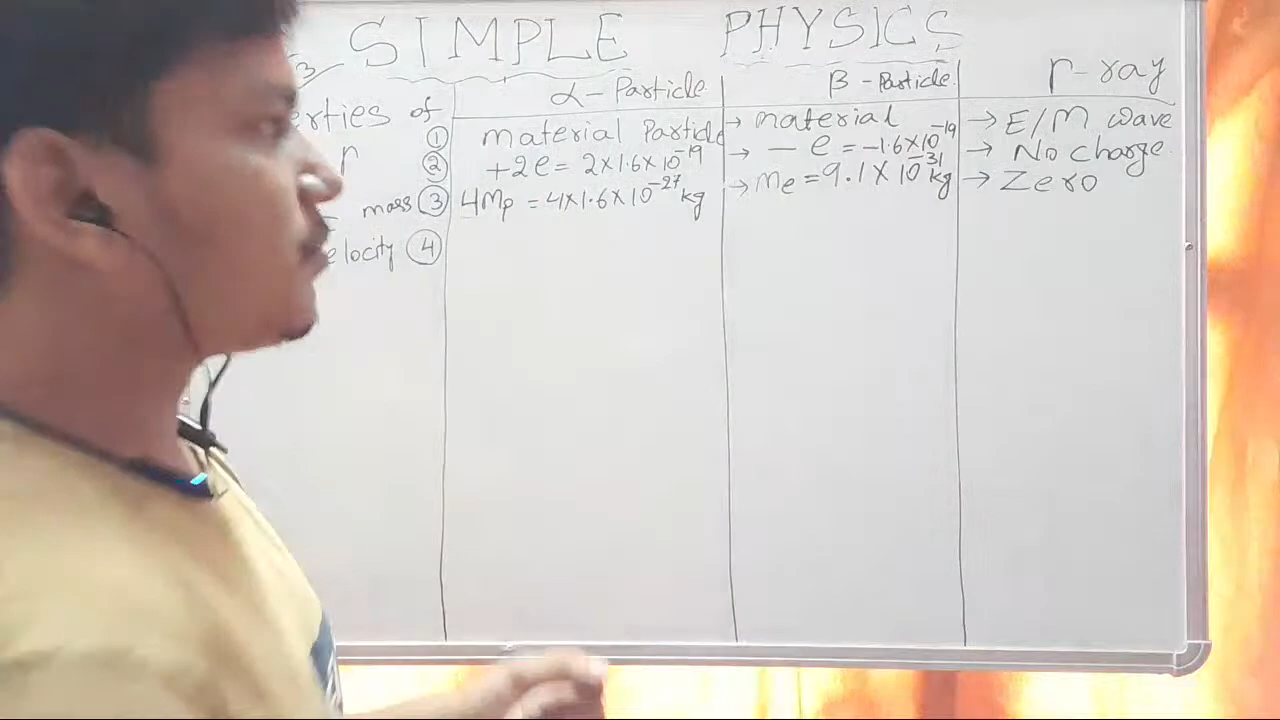 SIMPLE PHYSICS
α - Particle β - Particle r - ray
erties of
r
① material Particle → material → E/M wave
② +2e = 2×1.6×10⁻¹⁹ → - e = -1.6×10⁻¹⁹ → No charge
mass ③ 4Mp = 4×1.6×10⁻²⁷ kg → me = 9.1×10⁻³¹ kg → Zero
elocity ④